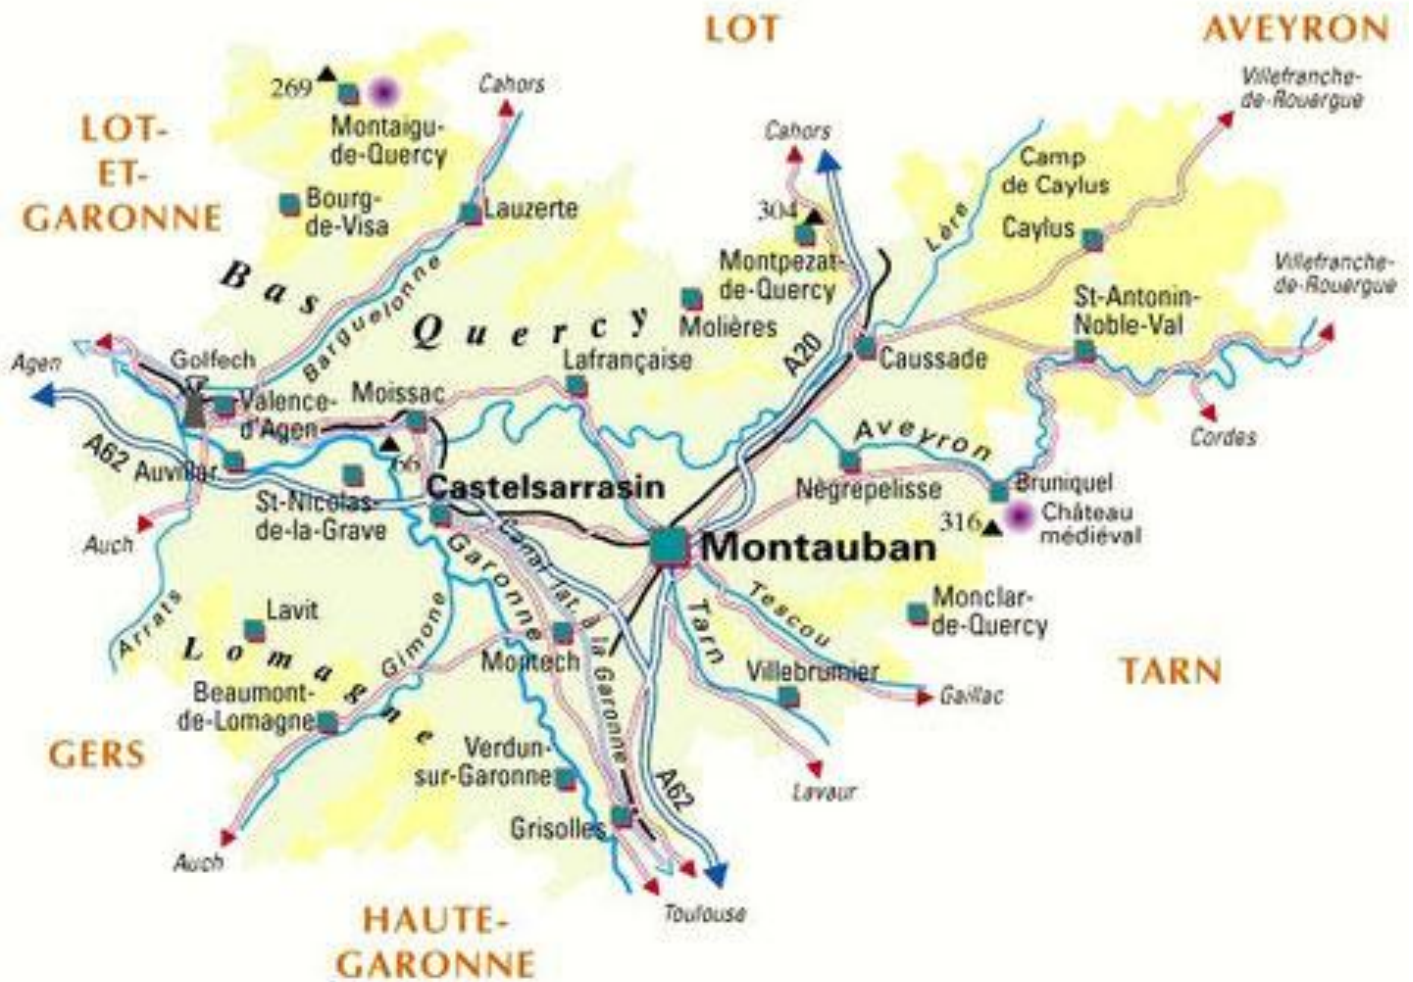 LOT
AVEYRON
Villefranche-
de-Rouergue
269
Cahors
Montaigu-
de-Quercy
LOT-
ET-
GARONNE
Cahors
Camp
de Caylus
Bourg-
de-Visa
Lauzerte
304
Lère
Caylus
Montpezat-
de-Quercy
Villefranche-
de-Rouergue
St-Antonin-
Noble-Val
Bas
Quercy
Barguelonne
Molières
A20
Caussade
Agen
Golfech
Lafrançaise
Moissac
Valence-
d'Agen
Cordes
A62
Auvillar
66
Aveyron
St-Nicolas-
de-la-Grave
Castelsarrasin
Nègrepelisse
Bruniquel
Château
médiéval
316
Auch
Montauban
Garonne
Canal lat. à la Garonne
Arrats
Lavit
Lomagne
Gimone
Tarn
Tescou
Monclar-
de-Quercy
Montech
Villebrumier
TARN
Gaillac
Beaumont-
de-Lomagne
GERS
Verdun-
sur-Garonne
A62
Lavaur
Grisolles
Auch
Toulouse
HAUTE-
GARONNE